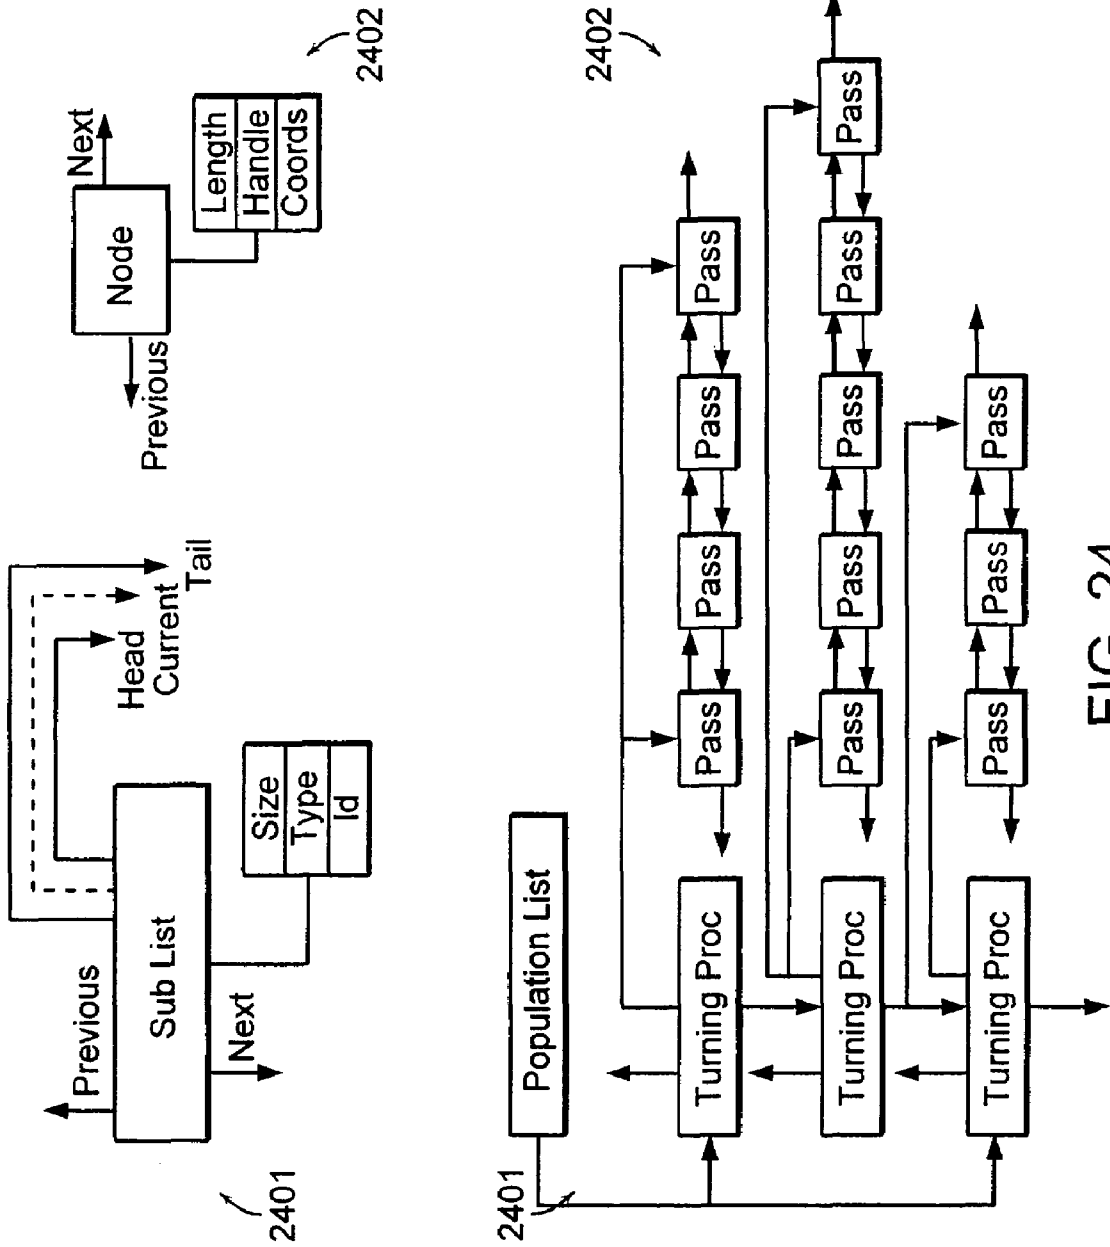 Previous
Sub List
Next
2401
Size
Type
Id
Head
Current
Tail
Previous
Node
Next
Length
Handle
Coords
2402
2401
Population List
2402
Turning Proc
Pass
Pass
Pass
Pass
Turning Proc
Pass
Pass
Pass
Pass
Pass
Turning Proc
Pass
Pass
Pass
FIG. 24